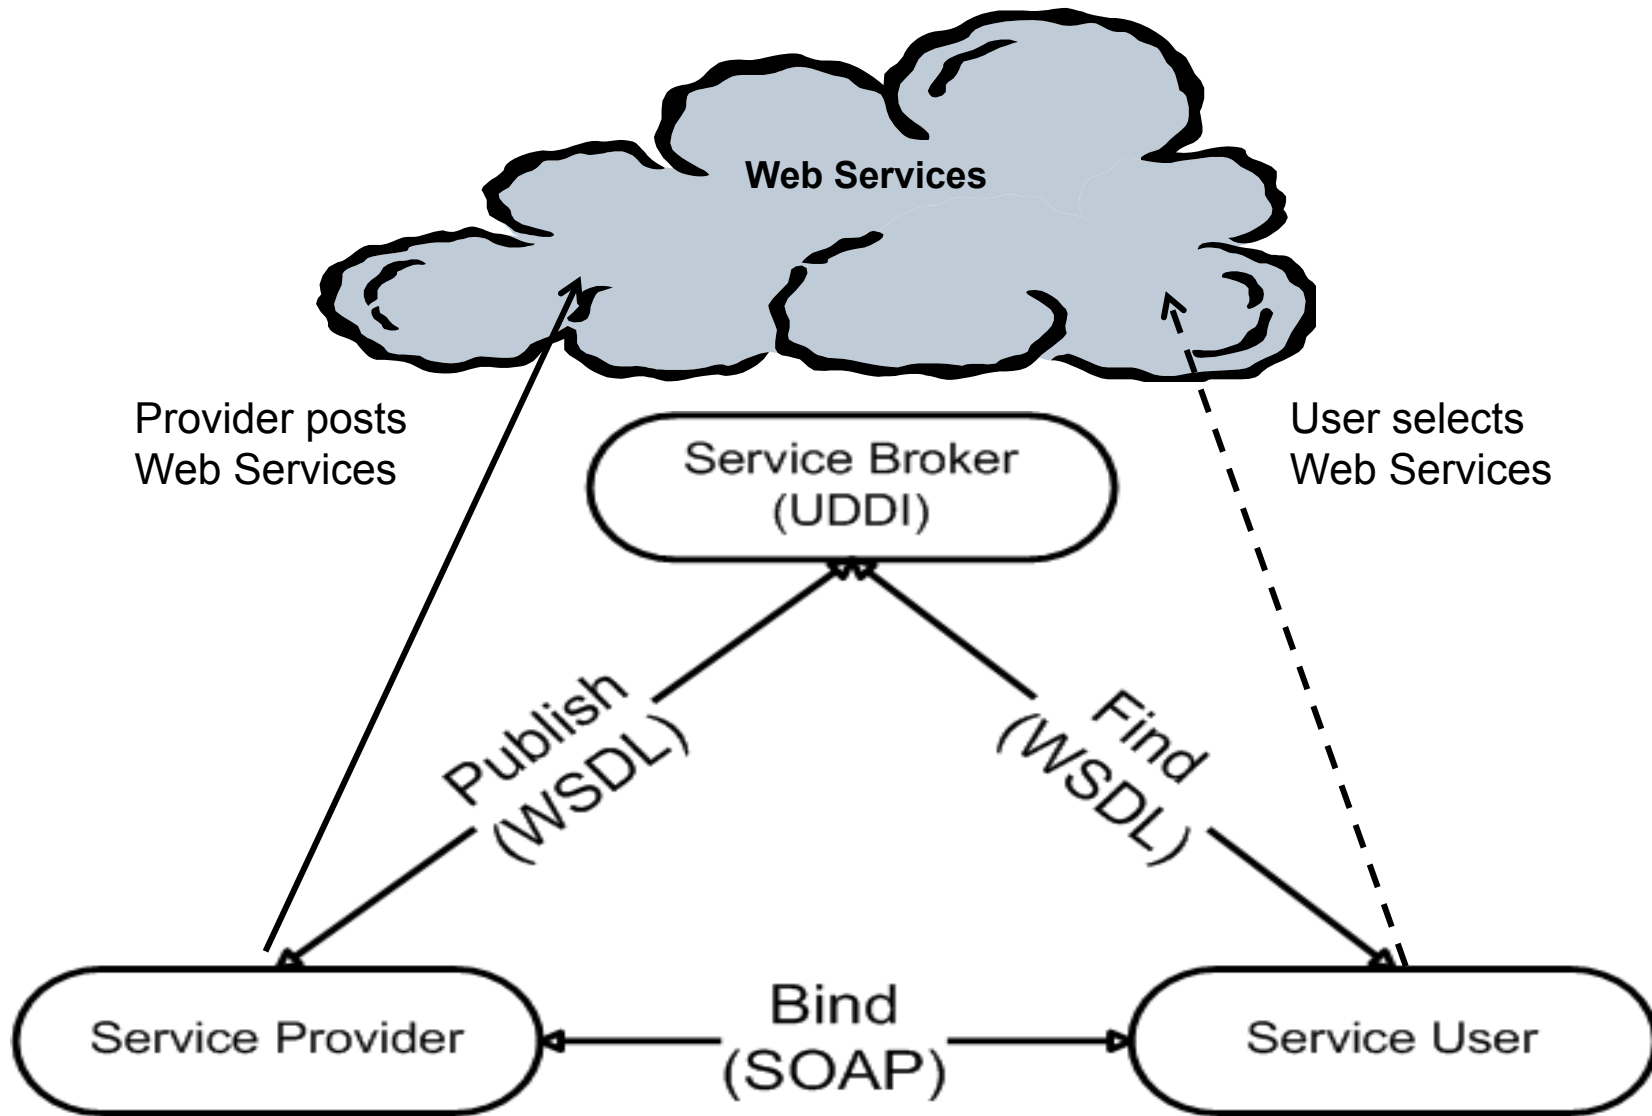 Web Services
Provider posts
Web Services
User selects
Web Services
Service Broker
(UDDI)
Publish
(WSDL)
Find
(WSDL)
Service Provider
Bind
(SOAP)
Service User